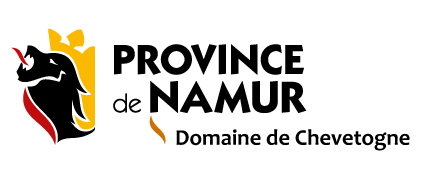 PROVINCE
de NAMUR
Domaine de Chevetogne